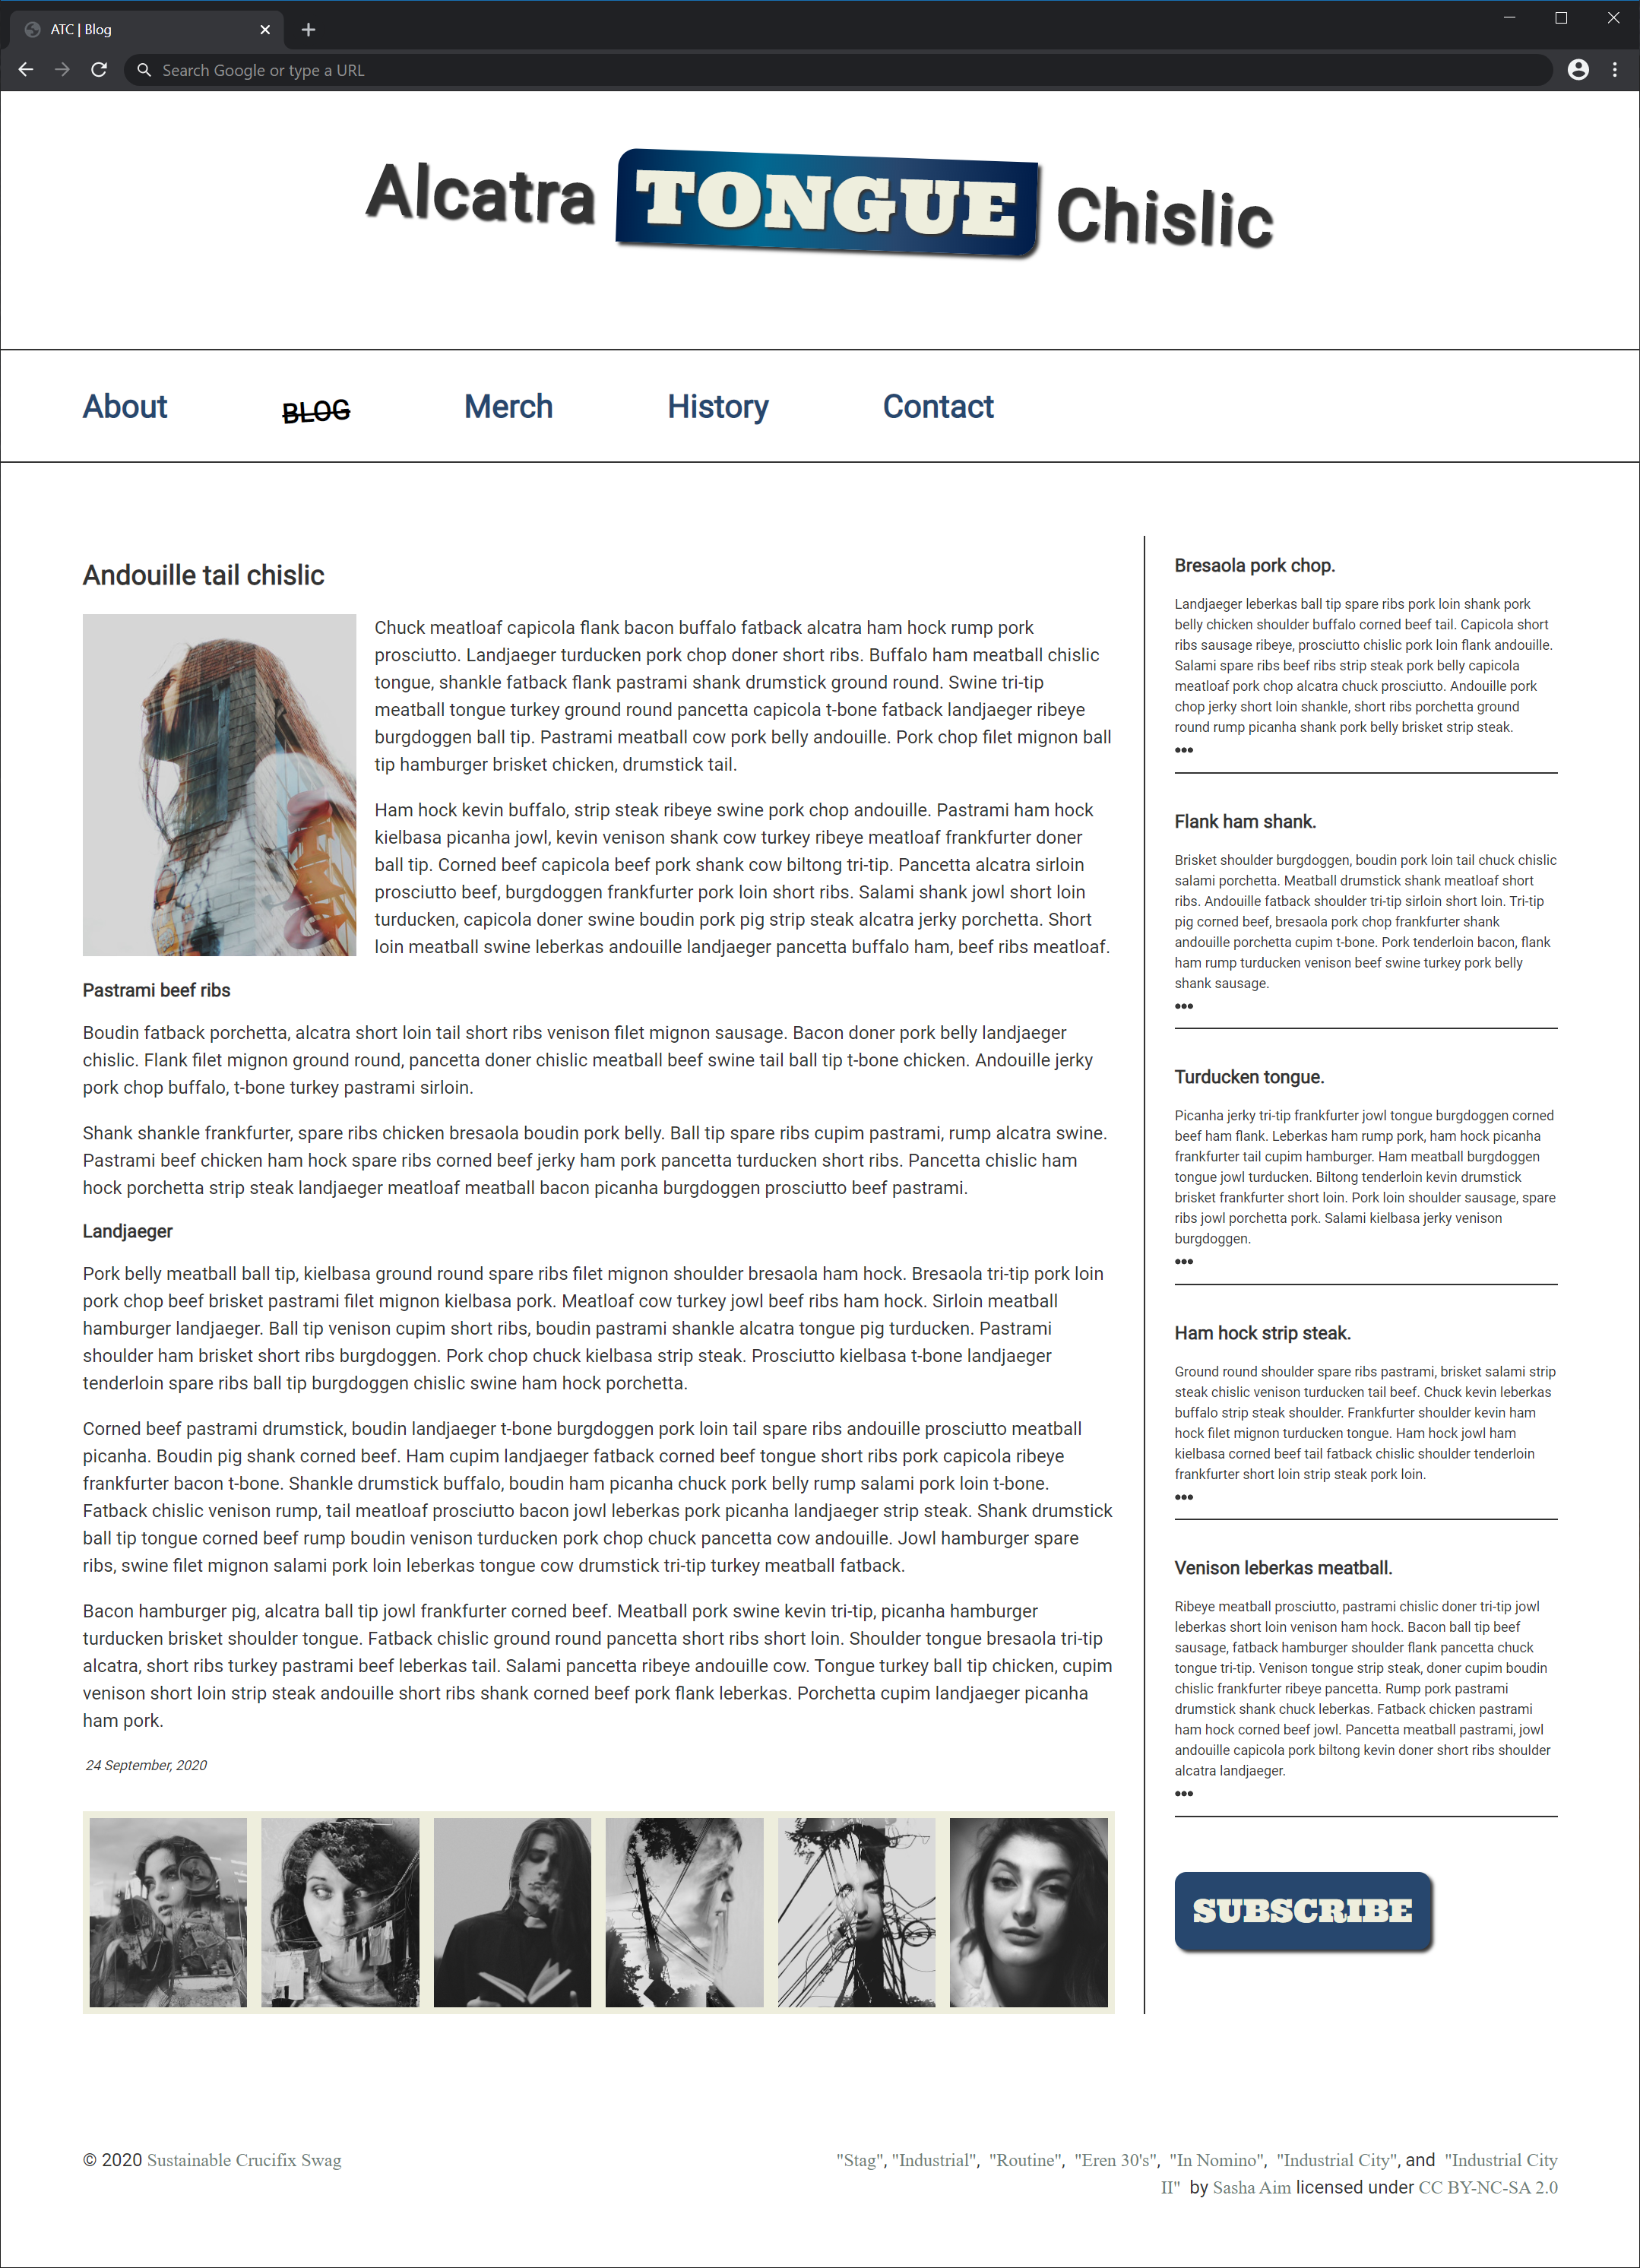 ATC | Blog
Search Google or type a URL
Alcatra TONGUE Chislic
About BLOG Merch History Contact
Andouille tail chislic
Chuck meatloaf capicola flank bacon buffalo fatback alcatra ham hock rump pork
prosciutto. Landjaeger turducken pork chop doner short ribs. Buffalo ham meatball chislic
tongue, shankle fatback flank pastrami shank drumstick ground round. Swine tri-tip
meatball tongue turkey ground round pancetta capicola t-bone fatback landjaeger ribeye
burgdoggen ball tip. Pastrami meatball cow pork belly andouille. Pork chop filet mignon ball
tip hamburger brisket chicken, drumstick tail.
Ham hock kevin buffalo, strip steak ribeye swine pork chop andouille. Pastrami ham hock
kielbasa picanha jowl, kevin venison shank cow turkey ribeye meatloaf frankfurter doner
ball tip. Corned beef capicola beef pork shank cow biltong tri-tip. Pancetta alcatra sirloin
prosciutto beef, burgdoggen frankfurter pork loin short ribs. Salami shank jowl short loin
turducken, capicola doner swine boudin pork pig strip steak alcatra jerky porchetta. Short
loin meatball swine leberkas andouille landjaeger pancetta buffalo ham, beef ribs meatloaf.
Pastrami beef ribs
Boudin fatback porchetta, alcatra short loin tail short ribs venison filet mignon sausage. Bacon doner pork belly landjaeger
chislic. Flank filet mignon ground round, pancetta doner chislic meatball beef swine tail ball tip t-bone chicken. Andouille jerky
pork chop buffalo, t-bone turkey pastrami sirloin.
Shank shankle frankfurter, spare ribs chicken bresaola boudin pork belly. Ball tip spare ribs cupim pastrami, rump alcatra swine.
Pastrami beef chicken ham hock spare ribs corned beef jerky ham pork pancetta turducken short ribs. Pancetta chislic ham
hock porchetta strip steak landjaeger meatloaf meatball bacon picanha burgdoggen prosciutto beef pastrami.
Landjaeger
Pork belly meatball ball tip, kielbasa ground round spare ribs filet mignon shoulder bresaola ham hock. Bresaola tri-tip pork loin
pork chop beef brisket pastrami filet mignon kielbasa pork. Meatloaf cow turkey jowl beef ribs ham hock. Sirloin meatball
hamburger landjaeger. Ball tip venison cupim short ribs, boudin pastrami shankle alcatra tongue pig turducken. Pastrami
shoulder ham brisket short ribs burgdoggen. Pork chop chuck kielbasa strip steak. Prosciutto kielbasa t-bone landjaeger
tenderloin spare ribs ball tip burgdoggen chislic swine ham hock porchetta.
Corned beef pastrami drumstick, boudin landjaeger t-bone burgdoggen pork loin tail spare ribs andouille prosciutto meatball
picanha. Boudin pig shank corned beef. Ham cupim landjaeger fatback corned beef tongue short ribs pork capicola ribeye
frankfurter bacon t-bone. Shankle drumstick buffalo, boudin ham picanha chuck pork belly rump salami pork loin t-bone.
Fatback chislic venison rump, tail meatloaf prosciutto bacon jowl leberkas pork picanha landjaeger strip steak. Shank drumstick
ball tip tongue corned beef rump boudin venison turducken pork chop chuck pancetta cow andouille. Jowl hamburger spare
ribs, swine filet mignon salami pork loin leberkas tongue cow drumstick tri-tip turkey meatball fatback.
Bacon hamburger pig, alcatra ball tip jowl frankfurter corned beef. Meatball pork swine kevin tri-tip, picanha hamburger
turducken brisket shoulder tongue. Fatback chislic ground round pancetta short ribs short loin. Shoulder tongue bresaola tri-tip
alcatra, short ribs turkey pastrami beef leberkas tail. Salami pancetta ribeye andouille cow. Tongue turkey ball tip chicken, cupim
venison short loin strip steak andouille short ribs shank corned beef pork flank leberkas. Porchetta cupim landjaeger picanha
ham pork.
24 September, 2020
Bresaola pork chop.
Landjaeger leberkas ball tip spare ribs pork loin shank pork
belly chicken shoulder buffalo corned beef tail. Capicola short
ribs sausage ribeye, prosciutto chislic pork loin flank andouille.
Salami spare ribs beef ribs strip steak pork belly capicola
meatloaf pork chop alcatra chuck prosciutto. Andouille pork
chop jerky short loin shankle, short ribs porchetta ground
round rump picanha shank pork belly brisket strip steak.
•••
Flank ham shank.
Brisket shoulder burgdoggen, boudin pork loin tail chuck chislic
salami porchetta. Meatball drumstick shank meatloaf short
ribs. Andouille fatback shoulder tri-tip sirloin short loin. Tri-tip
pig corned beef, bresaola pork chop frankfurter shank
andouille porchetta cupim t-bone. Pork tenderloin bacon, flank
ham rump turducken venison beef swine turkey pork belly
shank sausage.
•••
Turducken tongue.
Picanha jerky tri-tip frankfurter jowl tongue burgdoggen corned
beef ham flank. Leberkas ham rump pork, ham hock picanha
frankfurter tail cupim hamburger. Ham meatball burgdoggen
tongue jowl turducken. Biltong tenderloin kevin drumstick
brisket frankfurter short loin. Pork loin shoulder sausage, spare
ribs jowl porchetta pork. Salami kielbasa jerky venison
burgdoggen.
•••
Ham hock strip steak.
Ground round shoulder spare ribs pastrami, brisket salami strip
steak chislic venison turducken tail beef. Chuck kevin leberkas
buffalo strip steak shoulder. Frankfurter shoulder kevin ham
hock filet mignon turducken tongue. Ham hock jowl ham
kielbasa corned beef tail fatback chislic shoulder tenderloin
frankfurter short loin strip steak pork loin.
•••
Venison leberkas meatball.
Ribeye meatball prosciutto, pastrami chislic doner tri-tip jowl
leberkas short loin venison ham hock. Bacon ball tip beef
sausage, fatback hamburger shoulder flank pancetta chuck
tongue tri-tip. Venison tongue strip steak, doner cupim boudin
chislic frankfurter ribeye pancetta. Rump pork pastrami
drumstick shank chuck leberkas. Fatback chicken pastrami
ham hock corned beef jowl. Pancetta meatball pastrami, jowl
andouille capicola pork biltong kevin doner short ribs shoulder
alcatra landjaeger.
•••
SUBSCRIBE
© 2020 Sustainable Crucifix Swag
"Stag", "Industrial", "Routine", "Eren 30's", "In Nomino", "Industrial City", and "Industrial City
II" by Sasha Aim licensed under CC BY-NC-SA 2.0